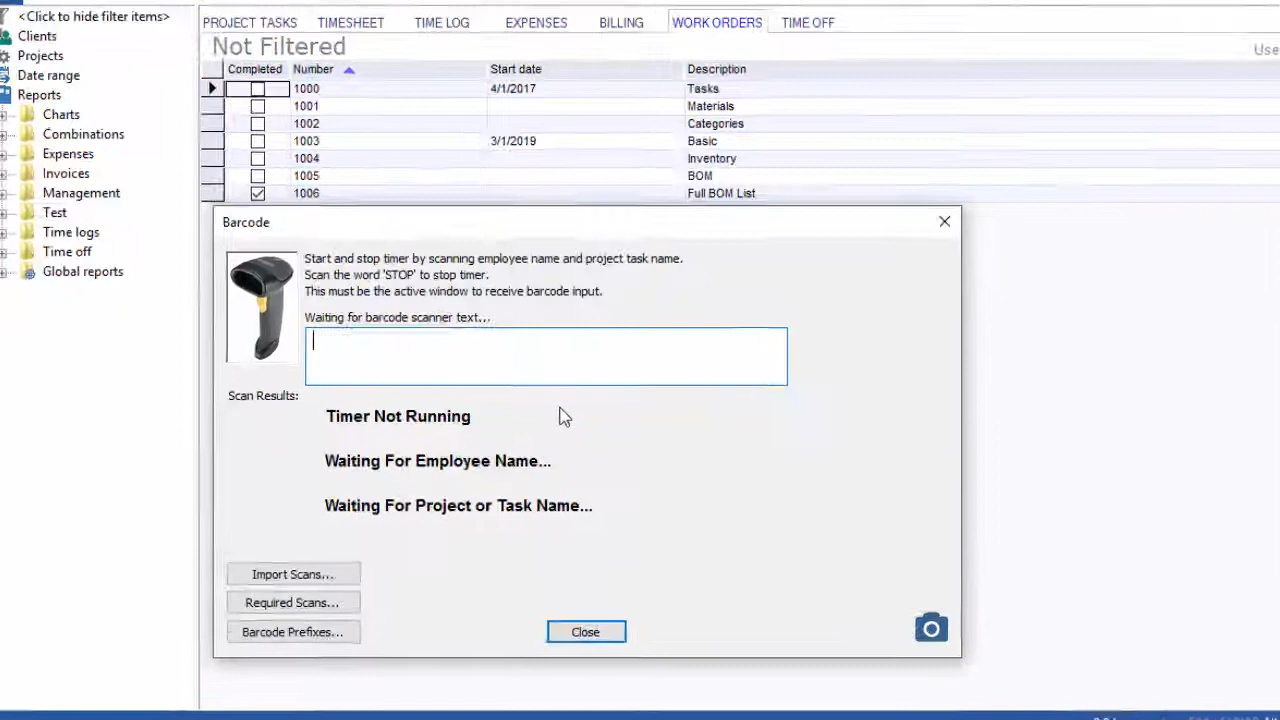 <Click to hide filter items>
Clients
Projects
Date range
Reports
Charts
Combinations
Expenses
Invoices
Management
Test
Time logs
Time off
Global reports
PROJECT TASKS TIMESHEET TIME LOG EXPENSES BILLING WORK ORDERS TIME OFF
Not Filtered
Use
Completed Number Start date Description
1000 4/1/2017 Tasks
1001 Materials
1002 Categories
1003 3/1/2019 Basic
1004 Inventory
1005 BOM
1006 Full BOM List
Barcode
Start and stop timer by scanning employee name and project task name.
Scan the word 'STOP' to stop timer.
This must be the active window to receive barcode input.
Waiting for barcode scanner text...
Scan Results:
Timer Not Running
Waiting For Employee Name...
Waiting For Project or Task Name...
Import Scans...
Required Scans...
Barcode Prefixes...
Close